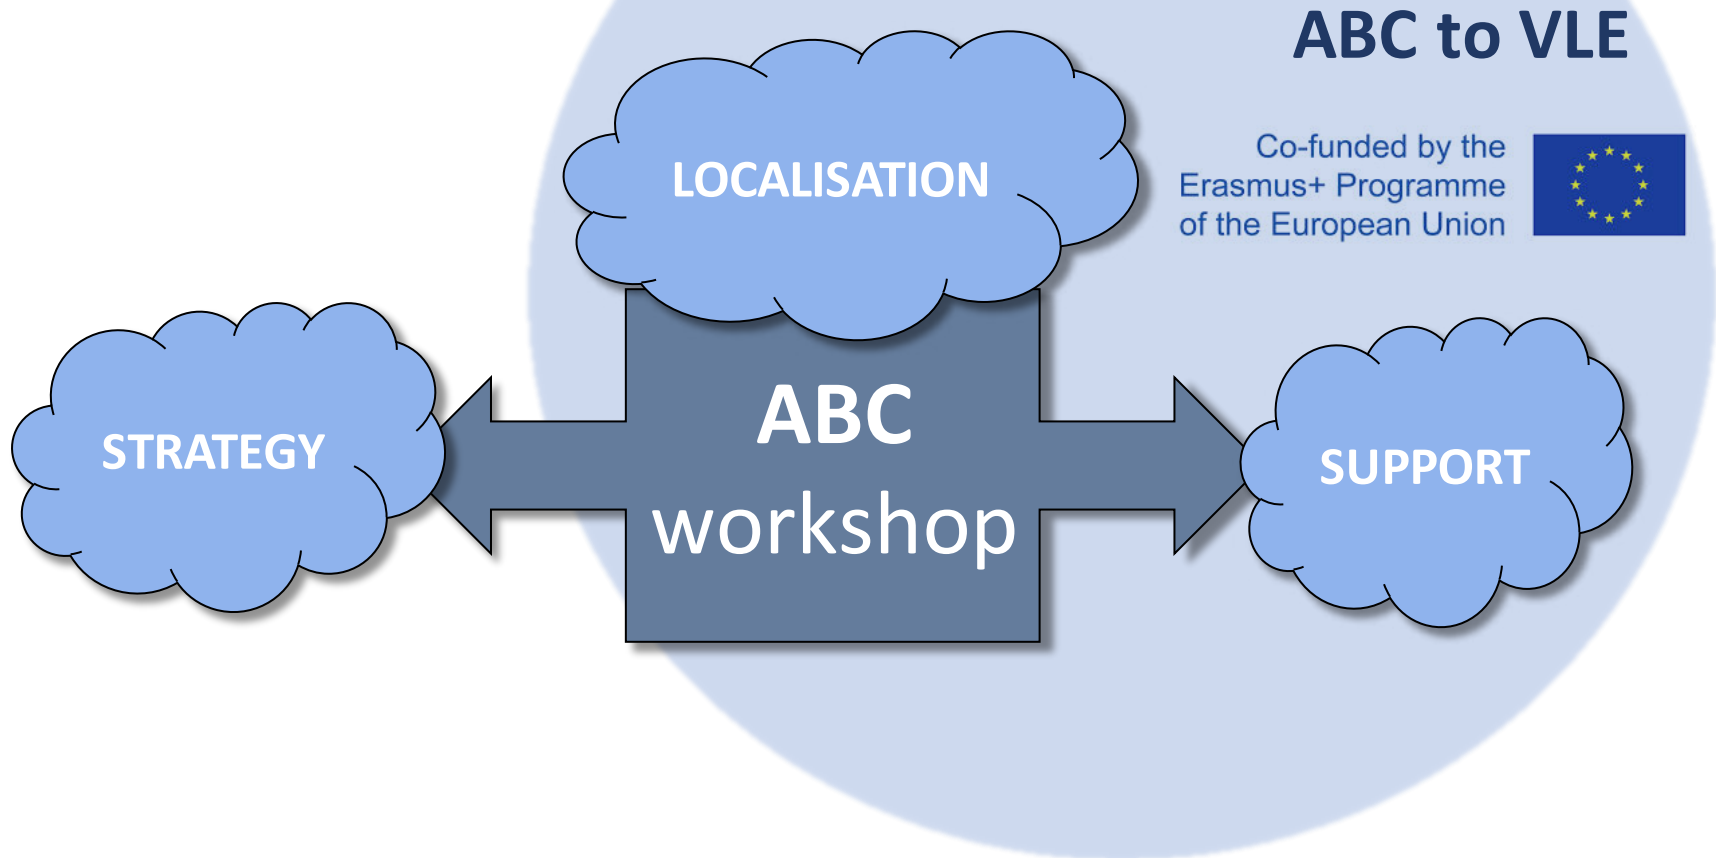 ABC to VLE
Co-funded by the
Erasmus+ Programme
of the European Union
LOCALISATION
STRATEGY
ABC
workshop
SUPPORT